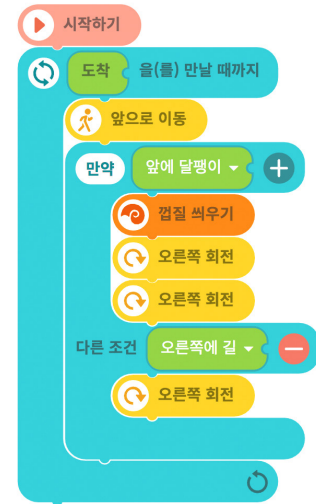 시작하기
도착 을(를) 만날 때까지
앞으로 이동
만약 앞에 달팽이
껍질 씌우기
오른쪽 회전
오른쪽 회전
다른 조건 오른쪽에 길
오른쪽 회전